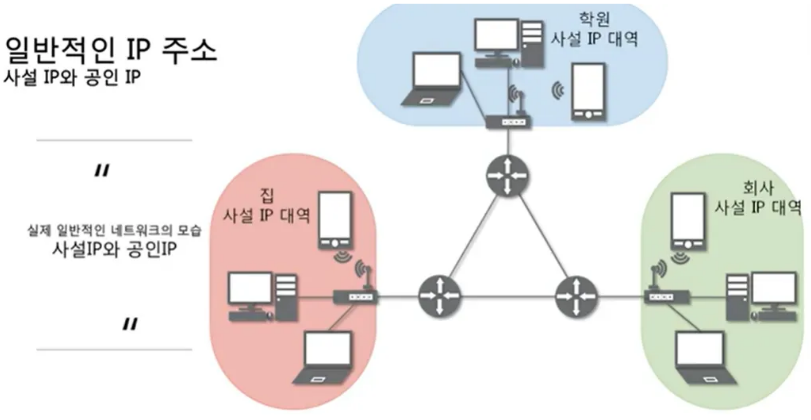 일반적인 IP 주소
사설 IP와 공인 IP
〃
실제 일반적인 네트워크의 모습
사설IP와 공인IP
〃
학원
사설 IP 대역
집
사설 IP 대역
회사
사설 IP 대역